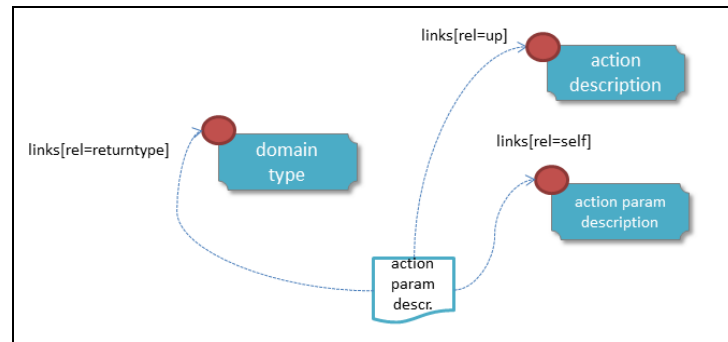 links[rel=up]
action
description
links[rel=self]
links[rel=returntype]
domain
type
action param
description
action
param
descr.